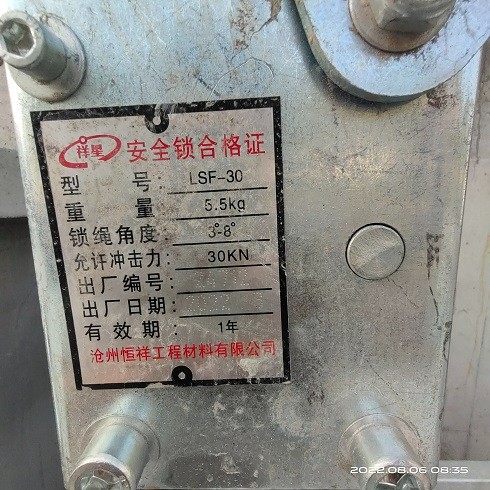 祥星 安全锁合格证
型号: LSF-30
重量: 5.5kg
锁绳角度: 3°-8°
允许冲击力: 30KN
出厂编号:
出厂日期:
有效期: 1年
沧州恒祥工程材料有限公司
2022.08.06 08:35